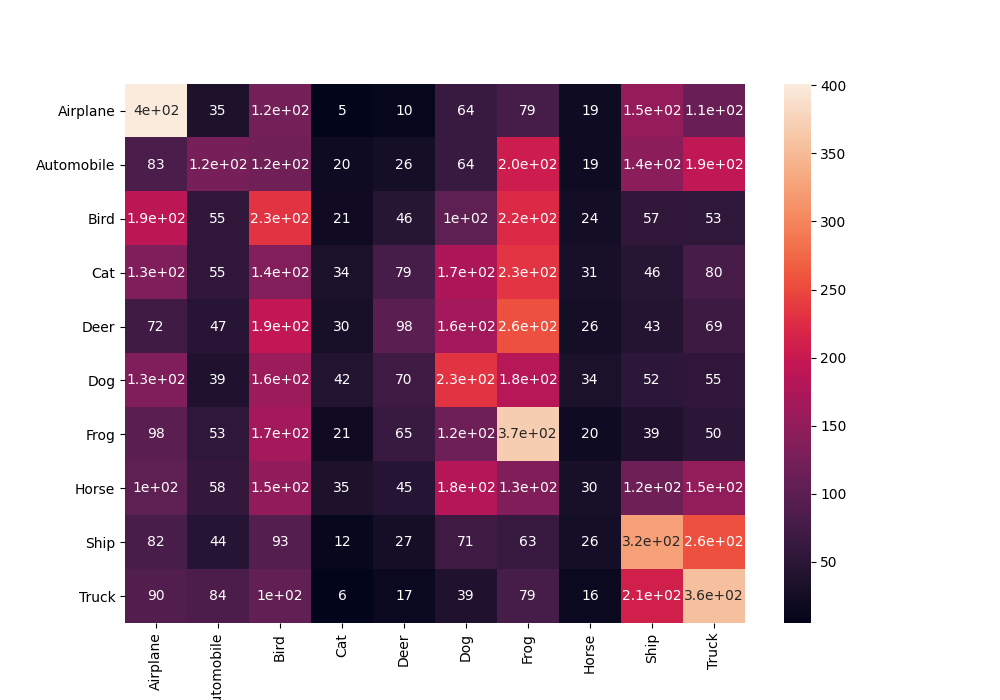 Airplane 4e+02 35 1.2e+02 5 10 64 79 19 1.5e+02 1.1e+02
Automobile 83 1.2e+02 1.2e+02 20 26 64 2.0e+02 19 1.4e+02 1.9e+02
Bird 1.9e+02 55 2.3e+02 21 46 1e+02 2.2e+02 24 57 53
Cat 1.3e+02 55 1.4e+02 34 79 1.7e+02 2.3e+02 31 46 80
Deer 72 47 1.9e+02 30 98 1.6e+02 2.6e+02 26 43 69
Dog 1.3e+02 39 1.6e+02 42 70 2.3e+02 1.8e+02 34 52 55
Frog 98 53 1.7e+02 21 65 1.2e+02 3.7e+02 20 39 50
Horse 1e+02 58 1.5e+02 35 45 1.8e+02 1.3e+02 30 1.2e+02 1.5e+02
Ship 82 44 93 12 27 71 63 26 3.2e+02 2.6e+02
Truck 90 84 1e+02 6 17 39 79 16 2.1e+02 3.6e+02
Airplane
utomobile
Bird
Cat
Deer
Dog
Frog
Horse
Ship
Truck
400
350
300
250
200
150
100
50